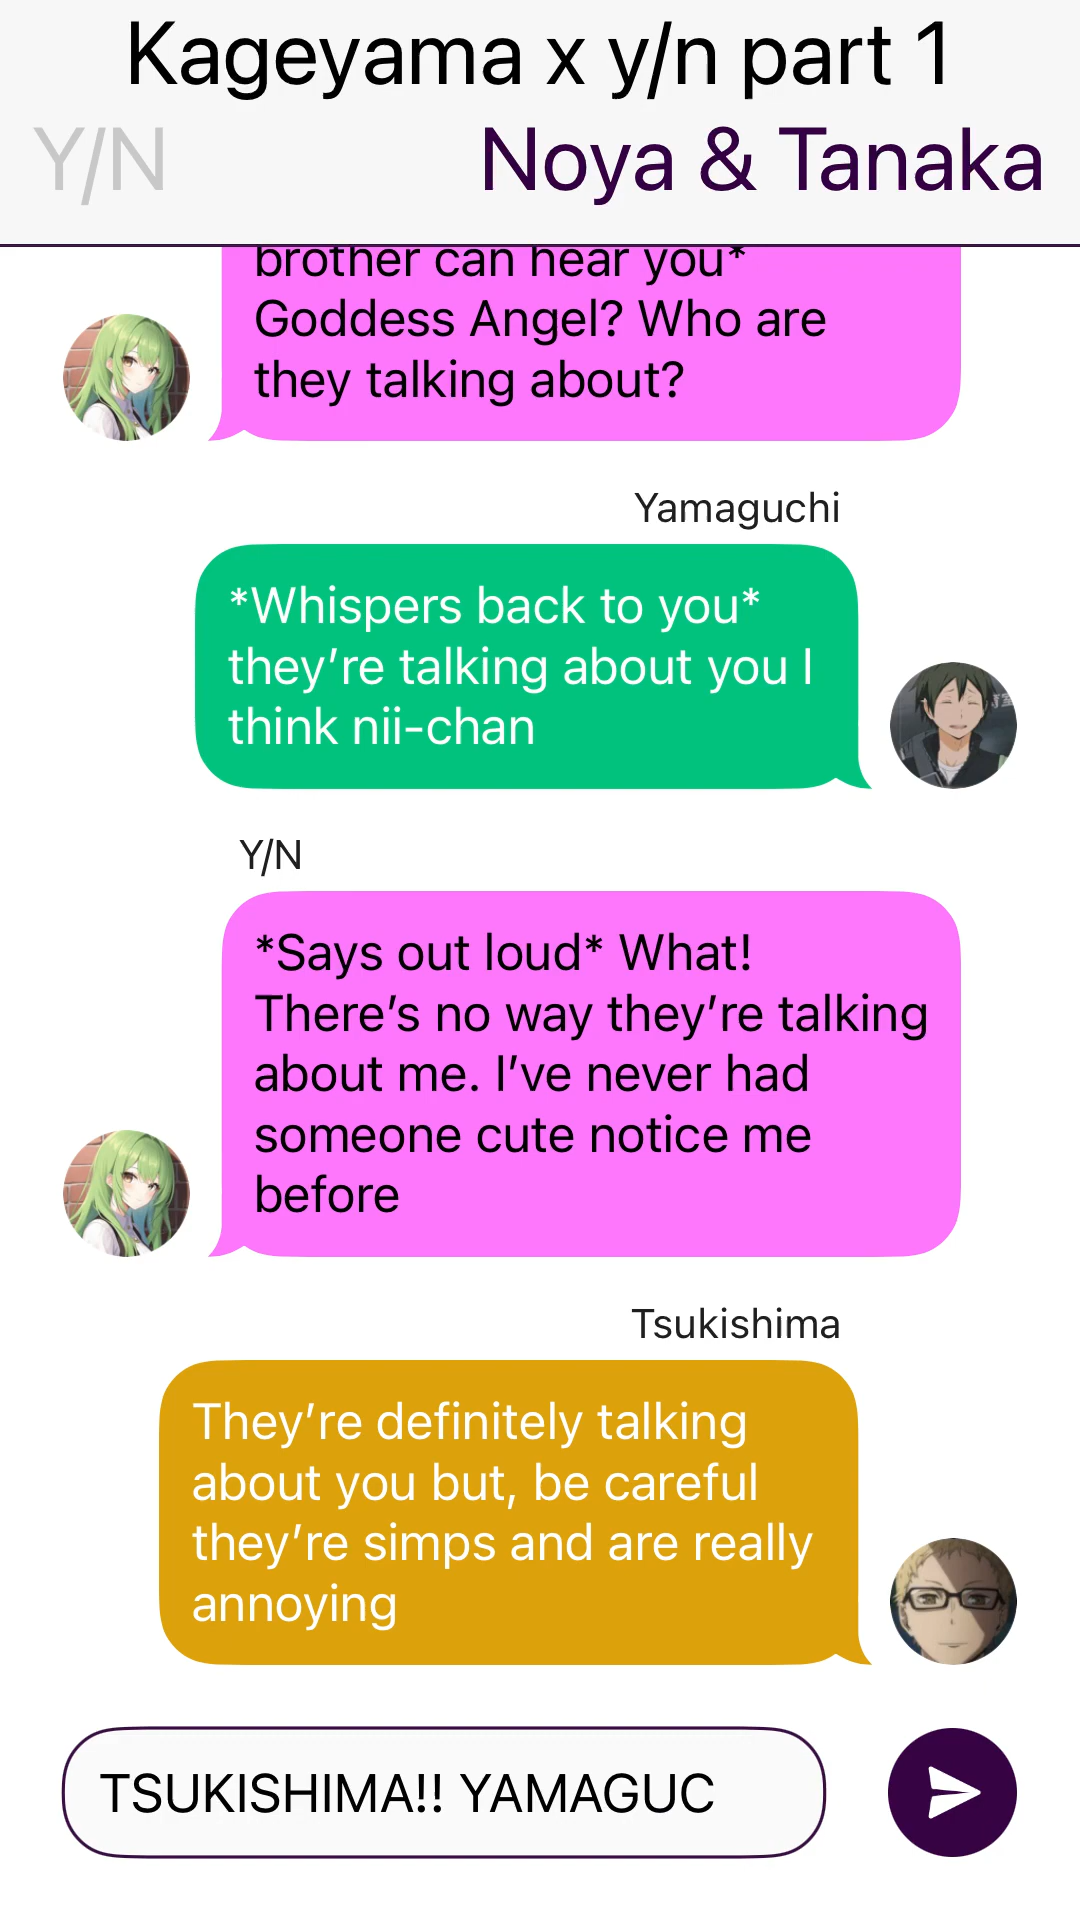 Kageyama x y/n part 1
Y/N Noya & Tanaka
brother can hear you*
Goddess Angel? Who are
they talking about?
Yamaguchi
*Whispers back to you*
they’re talking about you I
think nii-chan
Y/N
*Says out loud* What!
There’s no way they’re talking
about me. I’ve never had
someone cute notice me
before
Tsukishima
They’re definitely talking
about you but, be careful
they’re simps and are really
annoying
TSUKISHIMA!! YAMAGUC